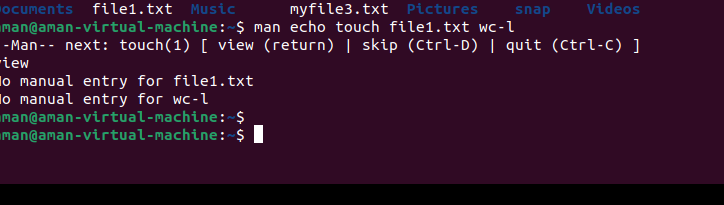 ocuments file1.txt Music myfile3.txt Pictures snap Videos
aman@aman-virtual-machine:~$ man echo touch file1.txt wc-l
-Man-- next: touch(1) [ view (return) | skip (Ctrl-D) | quit (Ctrl-C) ]
view
No manual entry for file1.txt
No manual entry for wc-l
aman@aman-virtual-machine:~$
aman@aman-virtual-machine:~$